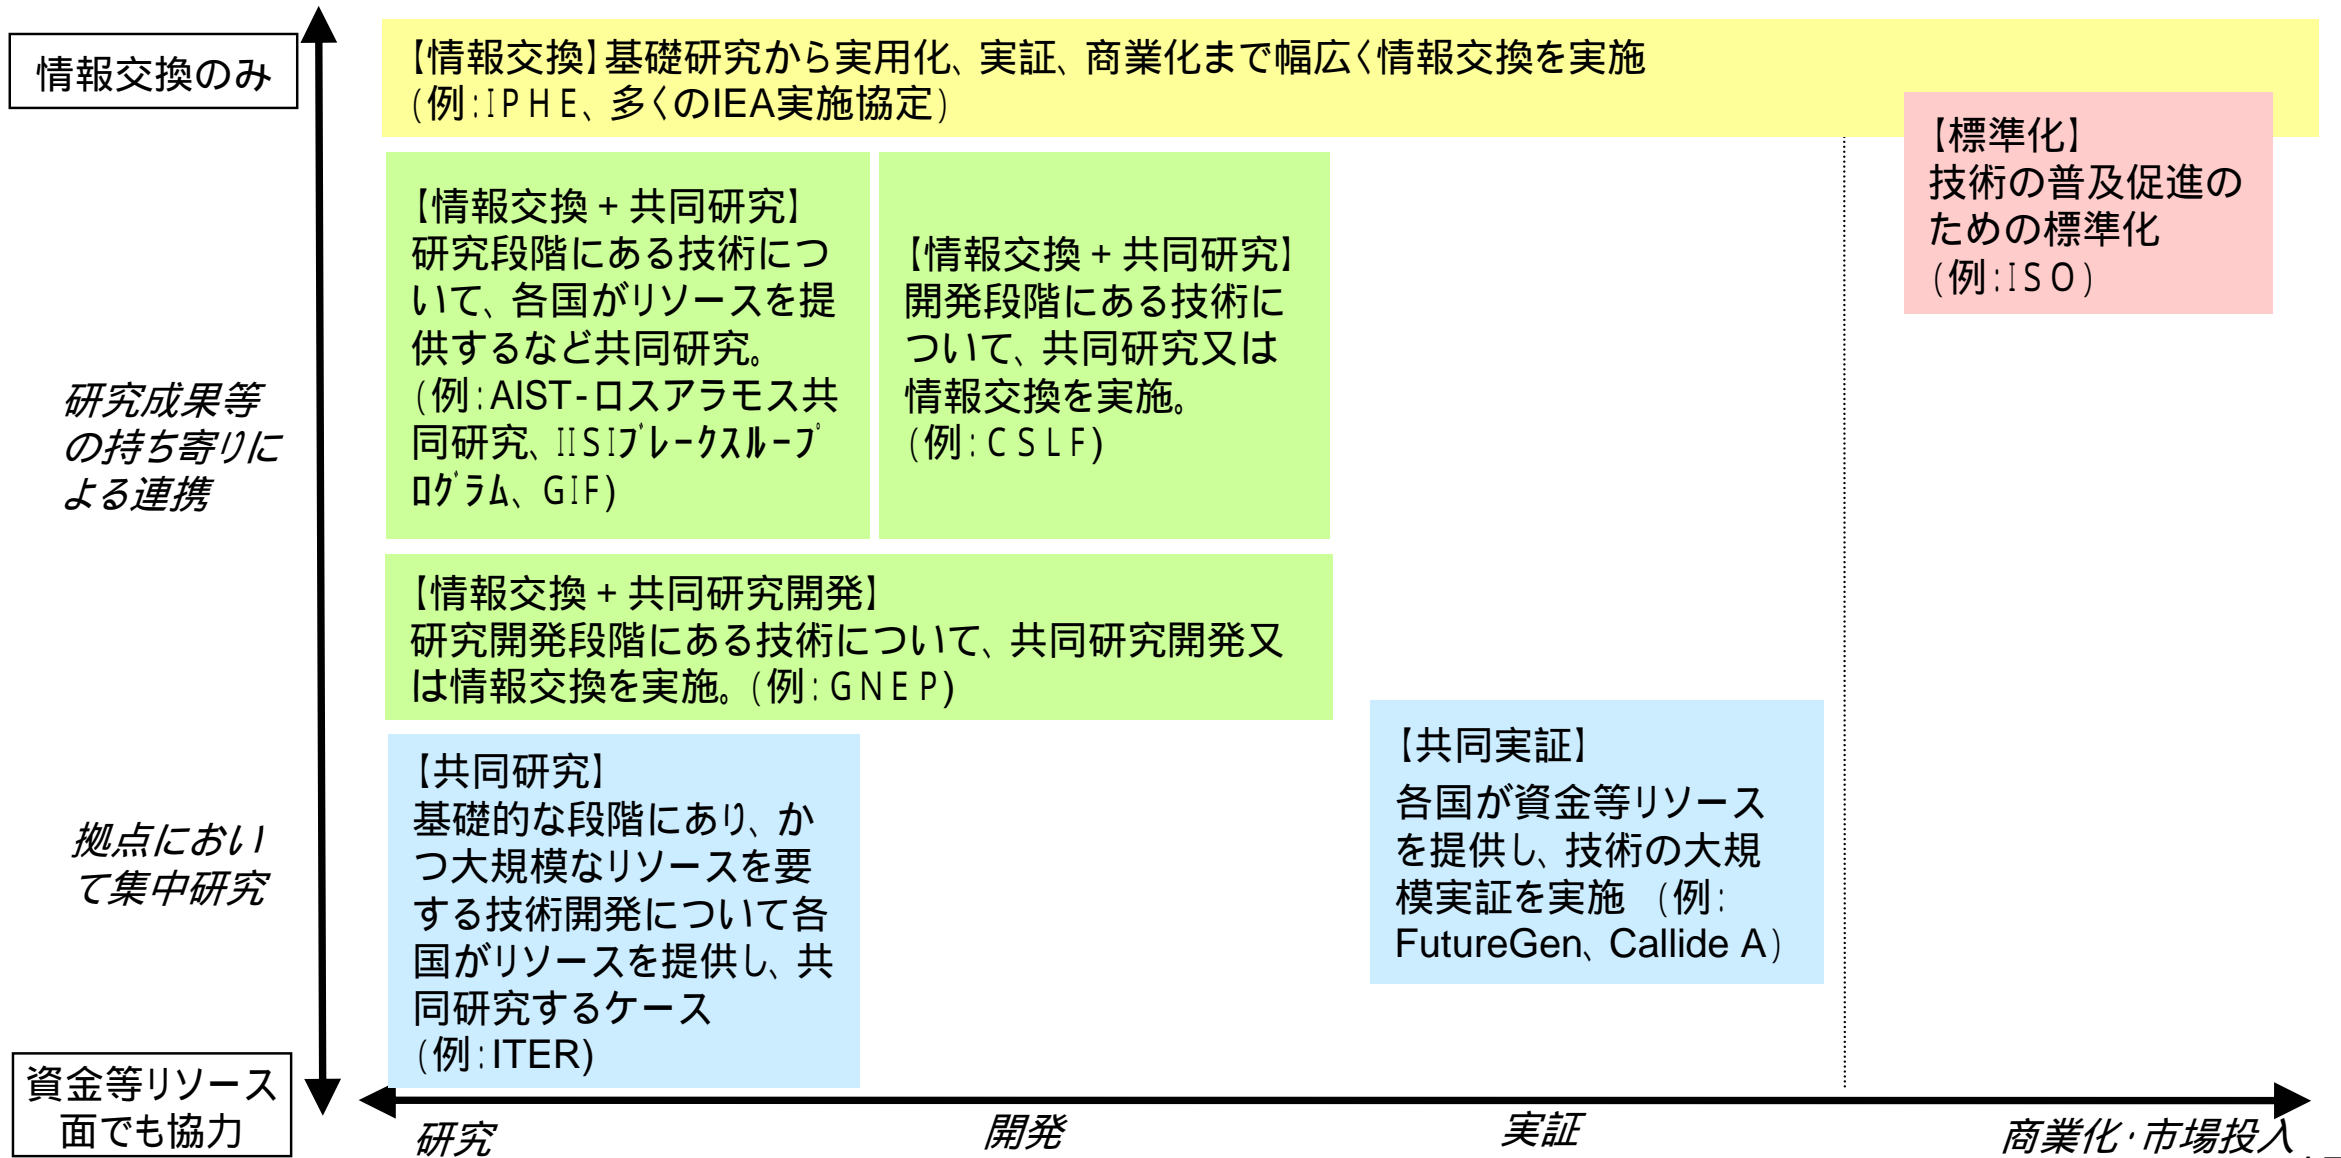 情報交換のみ
【情報交換】基礎研究から実用化、実証、商業化まで幅広く情報交換を実施
(例:IPHE、多くのIEA実施協定)
【標準化】
技術の普及促進の
ための標準化
(例:ISO)
【情報交換+共同研究】
研究段階にある技術につ
いて、各国がリソースを提
供するなど共同研究。
(例:AIST-ロスアラモス共
同研究、IISIブレークスループ
ログラム、GIF)
【情報交換+共同研究】
開発段階にある技術に
ついて、共同研究又は
情報交換を実施。
(例:CSLF)
研究成果等
の持ち寄りに
よる連携
【情報交換+共同研究開発】
研究開発段階にある技術について、共同研究開発又
は情報交換を実施。(例:GNEP)
【共同研究】
基礎的な段階にあり、か
つ大規模なリソースを要
する技術開発について各
国がリソースを提供し、共
同研究するケース
(例:ITER)
【共同実証】
各国が資金等リソース
を提供し、技術の大規
模実証を実施 (例:
FutureGen、Callide A)
拠点におい
て集中研究
資金等リソース
面でも協力
研究
開発
実証
商業化・市場投入